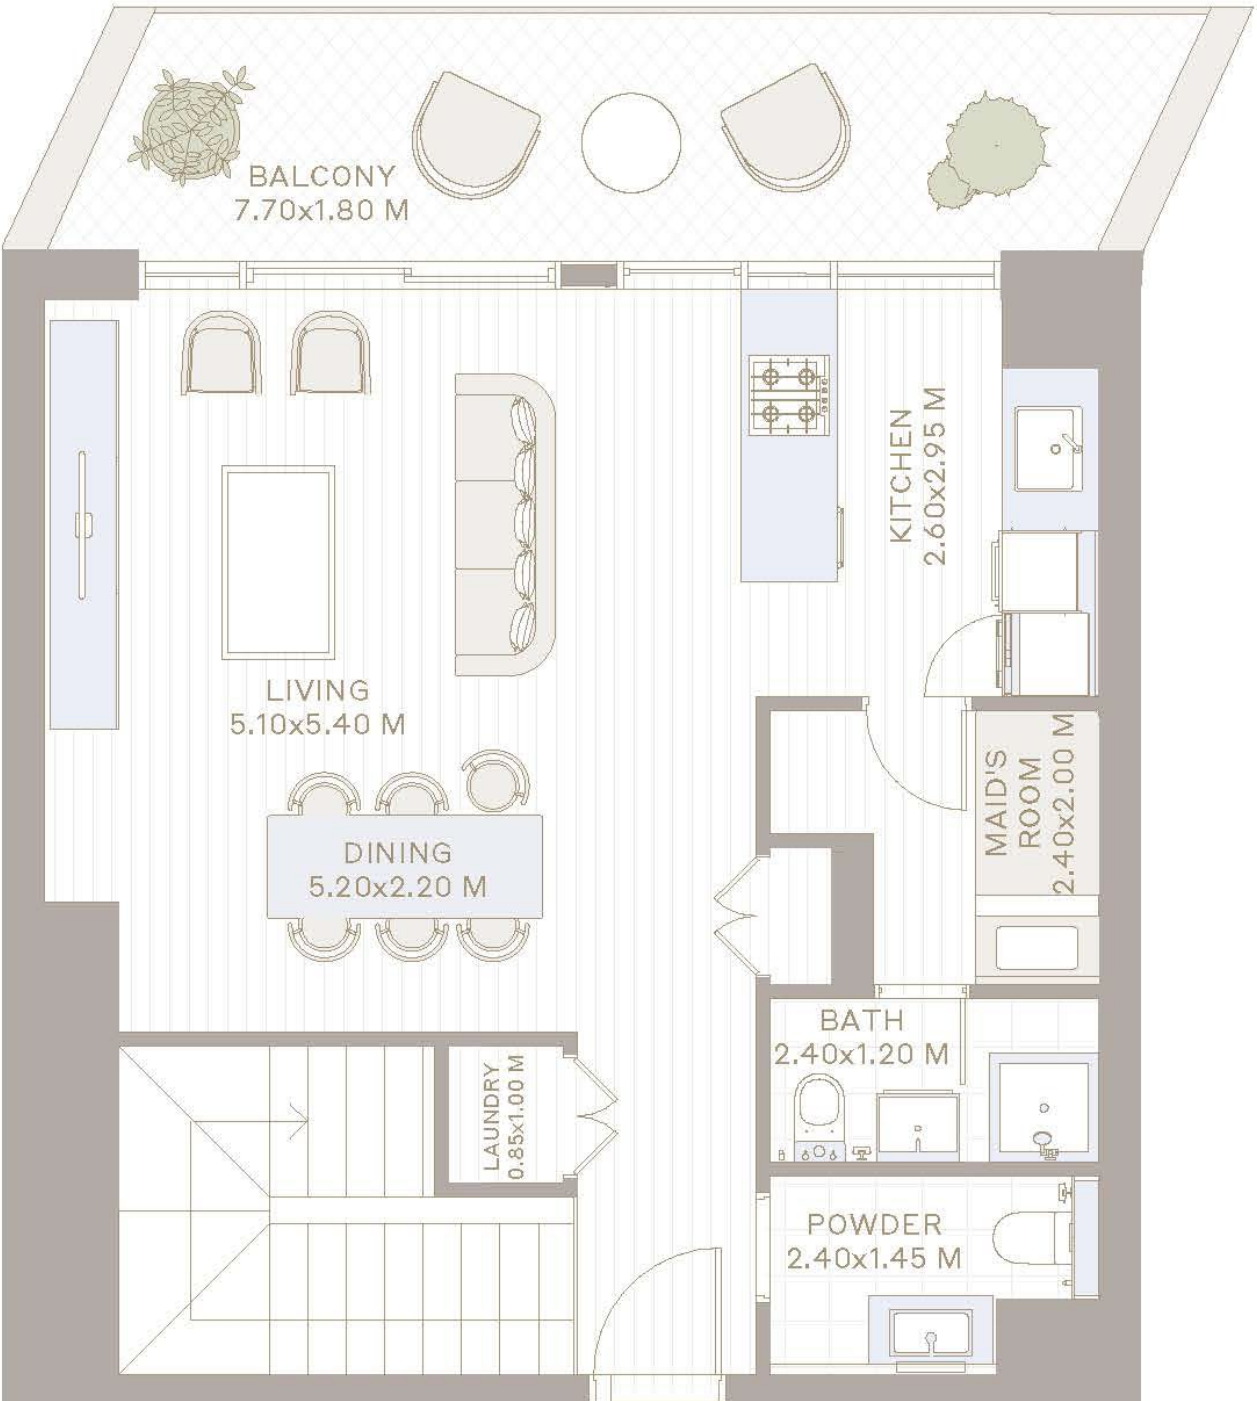 BALCONY
7.70x1.80 M
KITCHEN
2.60x2.95 M
LIVING
5.10x5.40 M
MAID'S
ROOM
2.40x2.00 M
DINING
5.20x2.20 M
BATH
2.40x1.20 M
LAUNDRY
0.85x1.00 M
POWDER
2.40x1.45 M